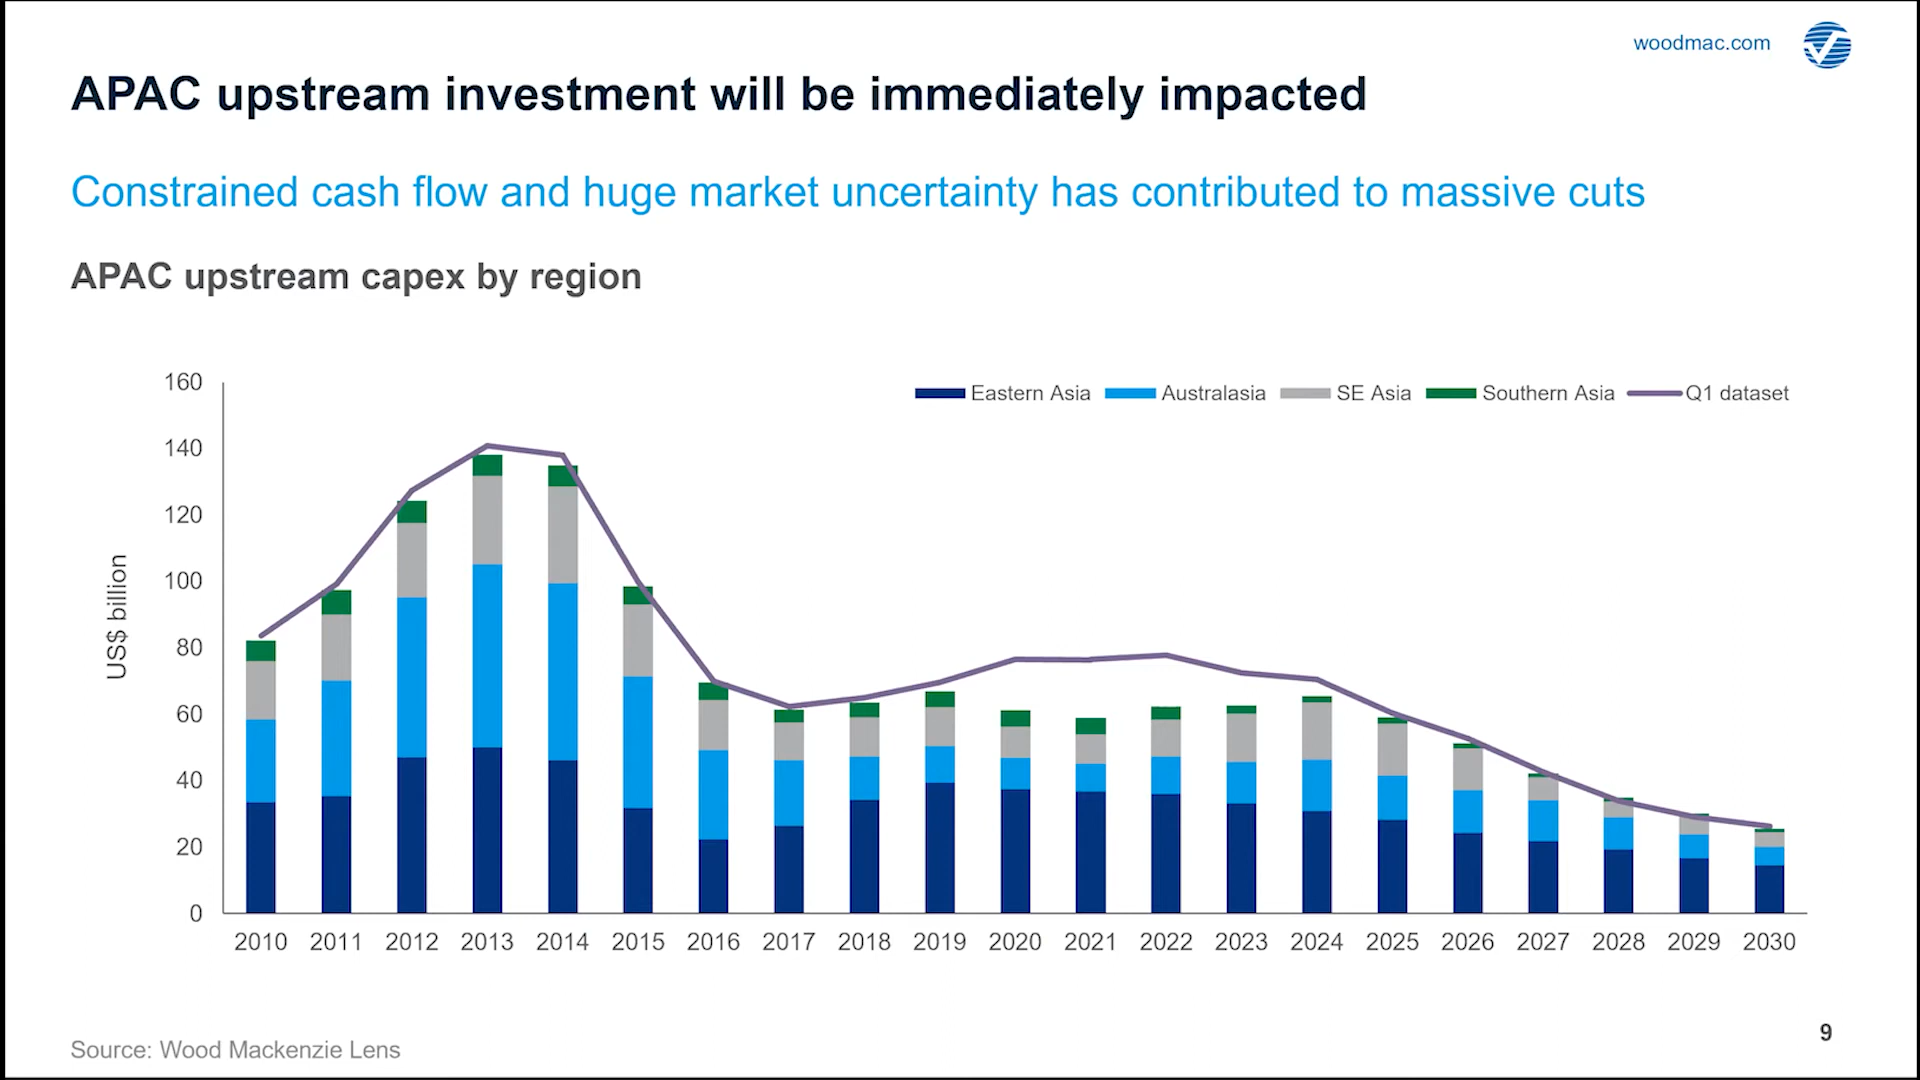 woodmac.com
APAC upstream investment will be immediately impacted
Constrained cash flow and huge market uncertainty has contributed to massive cuts
APAC upstream capex by region
Eastern Asia Australasia SE Asia Southern Asia Q1 dataset
US$ billion
160
140
120
100
80
60
40
20
0
2010 2011 2012 2013 2014 2015 2016 2017 2018 2019 2020 2021 2022 2023 2024 2025 2026 2027 2028 2029 2030
Source: Wood Mackenzie Lens
9